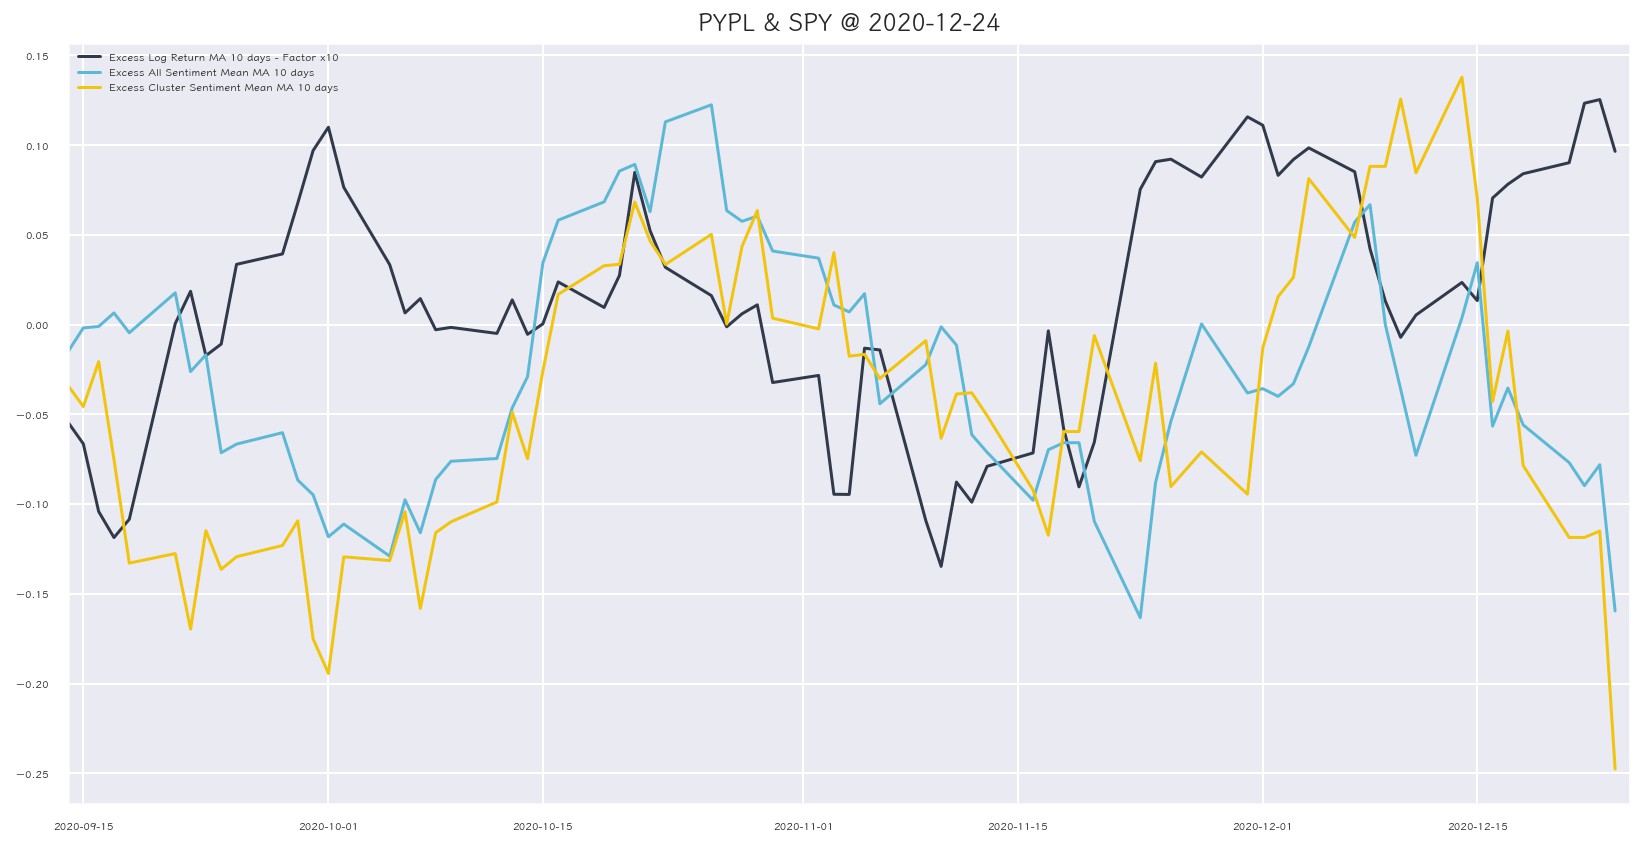 PYPL & SPY @ 2020-12-24
Excess Log Return MA 10 days - Factor x10
Excess All Sentiment Mean MA 10 days
Excess Cluster Sentiment Mean MA 10 days
0.15
0.10
0.05
0.00
−0.05
−0.10
−0.15
−0.20
−0.25
2020-09-15 2020-10-01 2020-10-15 2020-11-01 2020-11-15 2020-12-01 2020-12-15